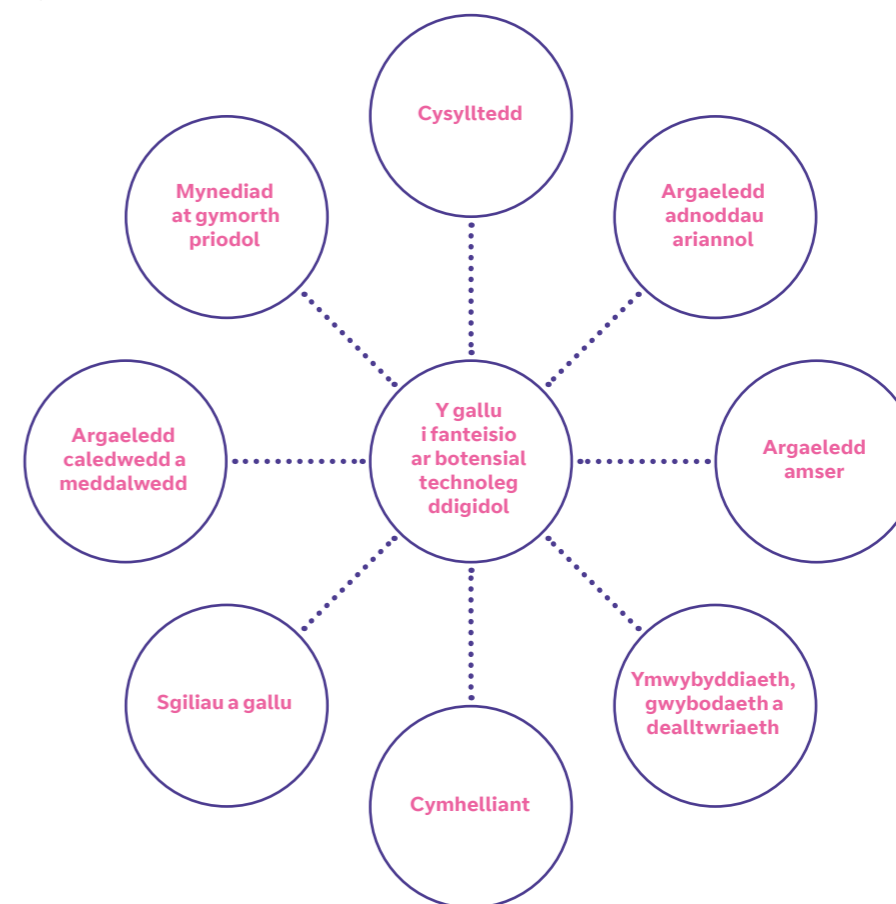 Cysylltedd
Mynediad
at gymorth
priodol
Argaeledd
adnoddau
ariannol
Argaeledd
caledwedd a
meddalwedd
Y gallu
i fanteisio
ar botensial
technoleg
ddigidol
Argaeledd
amser
Sgiliau a gallu
Ymwybyddiaeth,
gwybodaeth a
dealltwriaeth
Cymhelliant